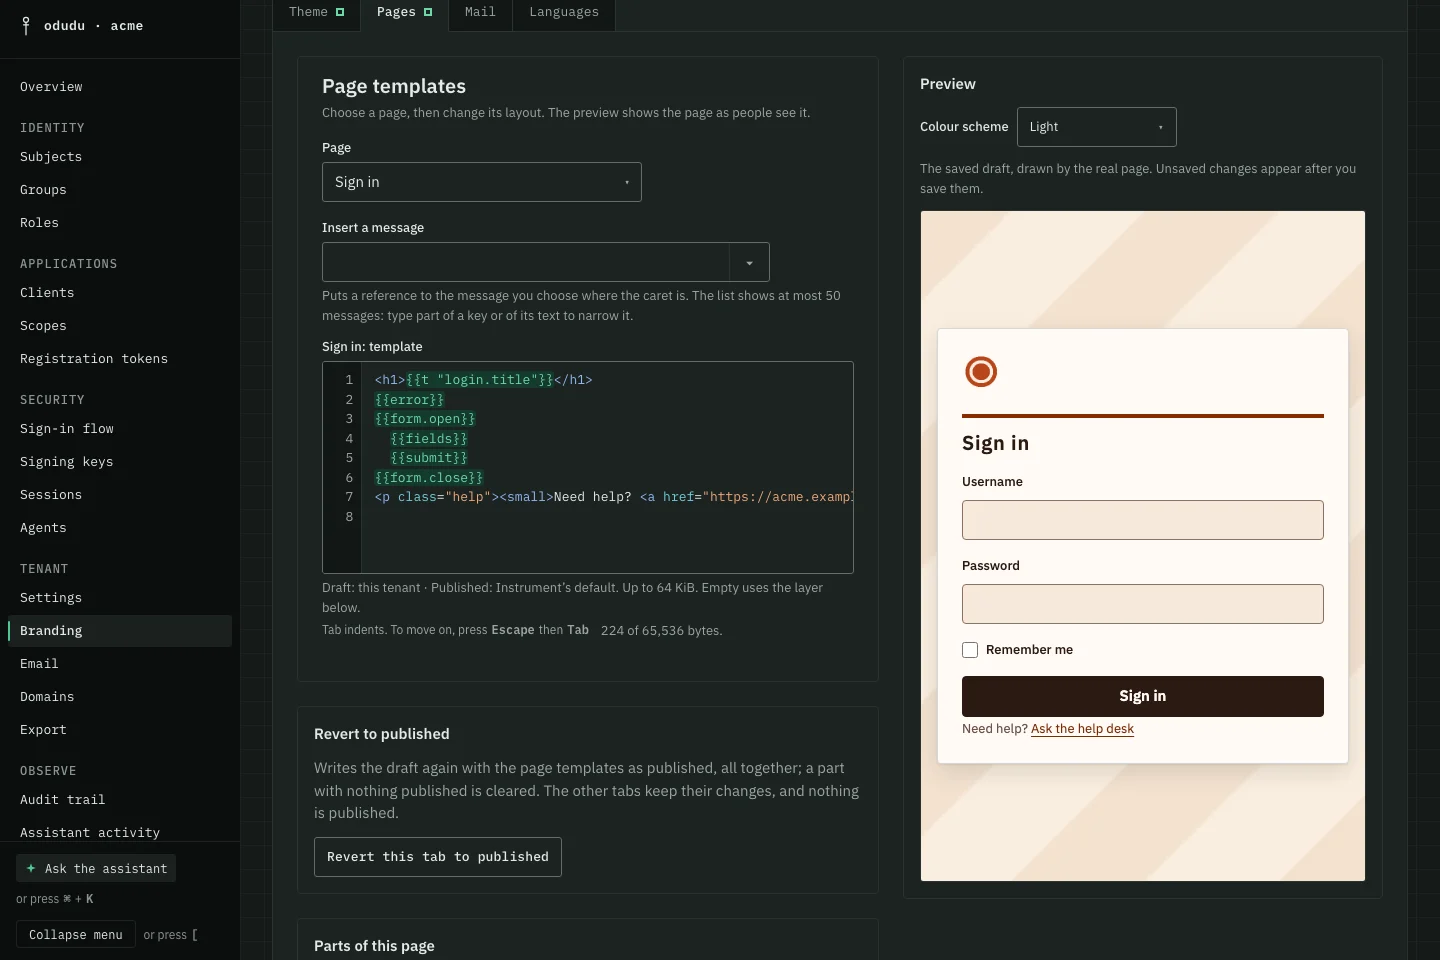 odudu · acme
Overview
IDENTITY
Subjects
Groups
Roles
APPLICATIONS
Clients
Scopes
Registration tokens
SECURITY
Sign-in flow
Signing keys
Sessions
Agents
TENANT
Settings
Branding
Email
Domains
Export
OBSERVE
Audit trail
Assistant activity
Ask the assistant
or press ⌘ + K
Collapse menu or press [
Theme Pages Mail Languages
Page templates
Choose a page, then change its layout. The preview shows the page as people see it.
Page
Sign in
Insert a message
Puts a reference to the message you choose where the caret is. The list shows at most 50
messages: type part of a key or of its text to narrow it.
Sign in: template
1 <h1>{{t "login.title"}}</h1>
2 {{error}}
3 {{form.open}}
4 {{fields}}
5 {{submit}}
6 {{form.close}}
7 <p class="help"><small>Need help? <a href="https://acme.exampl
8
Draft: this tenant · Published: Instrument’s default. Up to 64 KiB. Empty uses the layer
below.
Tab indents. To move on, press Escape then Tab 224 of 65,536 bytes.
Revert to published
Writes the draft again with the page templates as published, all together; a part
with nothing published is cleared. The other tabs keep their changes, and nothing
is published.
Revert this tab to published
Parts of this page
Preview
Colour scheme Light
The saved draft, drawn by the real page. Unsaved changes appear after you
save them.
Sign in
Username
Password
Remember me
Sign in
Need help? Ask the help desk